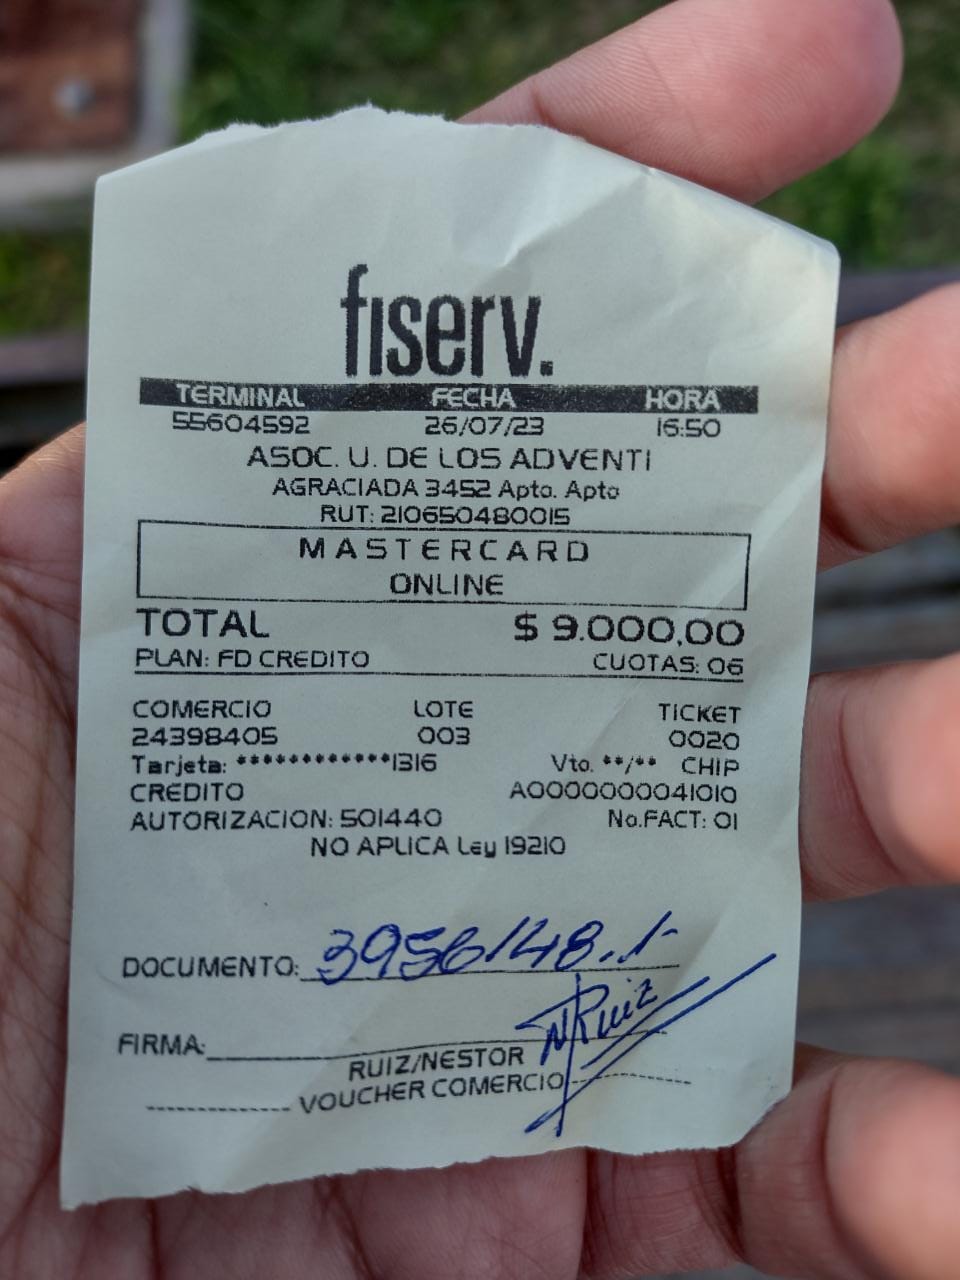 fiserv.
TERMINAL FECHA HORA
55604592 26/07/23 16:50
ASOC. U. DE LOS ADVENTI
AGRACIADA 3452 Apto. Apto
RUT: 210650480015
MASTERCARD
ONLINE
TOTAL $ 9.000,00
PLAN: FD CREDITO CUOTAS: 06
COMERCIO LOTE TICKET
24398405 003 0020
Tarjeta: ************1316 Vto. **/** CHIP
CREDITO A0000000041010
AUTORIZACION: 501440 No.FACT: 01
NO APLICA Ley 19210
DOCUMENTO: 3956148.1-
NRuiz
FIRMA:
RUIZ/NESTOR
VOUCHER COMERCIO